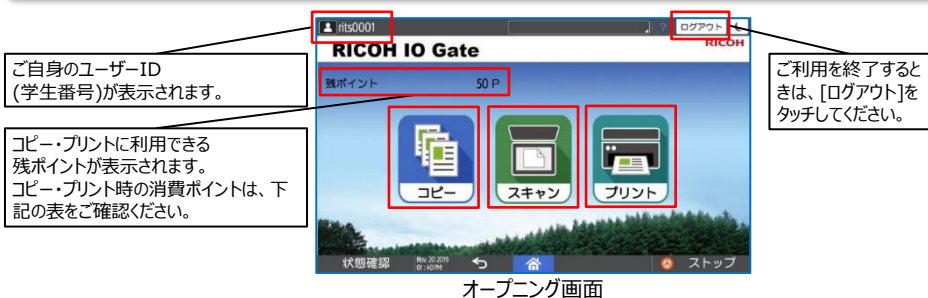 rits0001
?
ログアウト
RICOH IO Gate
RICOH
ご自身のユーザーID
(学生番号)が表示されます。
残ポイント 50 P
ご利用を終了すると
きは、[ログアウト]を
タッチしてください。
コピー・プリントに利用できる
残ポイントが表示されます。
コピー・プリント時の消費ポイントは、下
記の表をご確認ください。
コピー
スキャン
プリント
状態確認
Nov. 20 2019
01:40PM
ストップ
オープニング画面